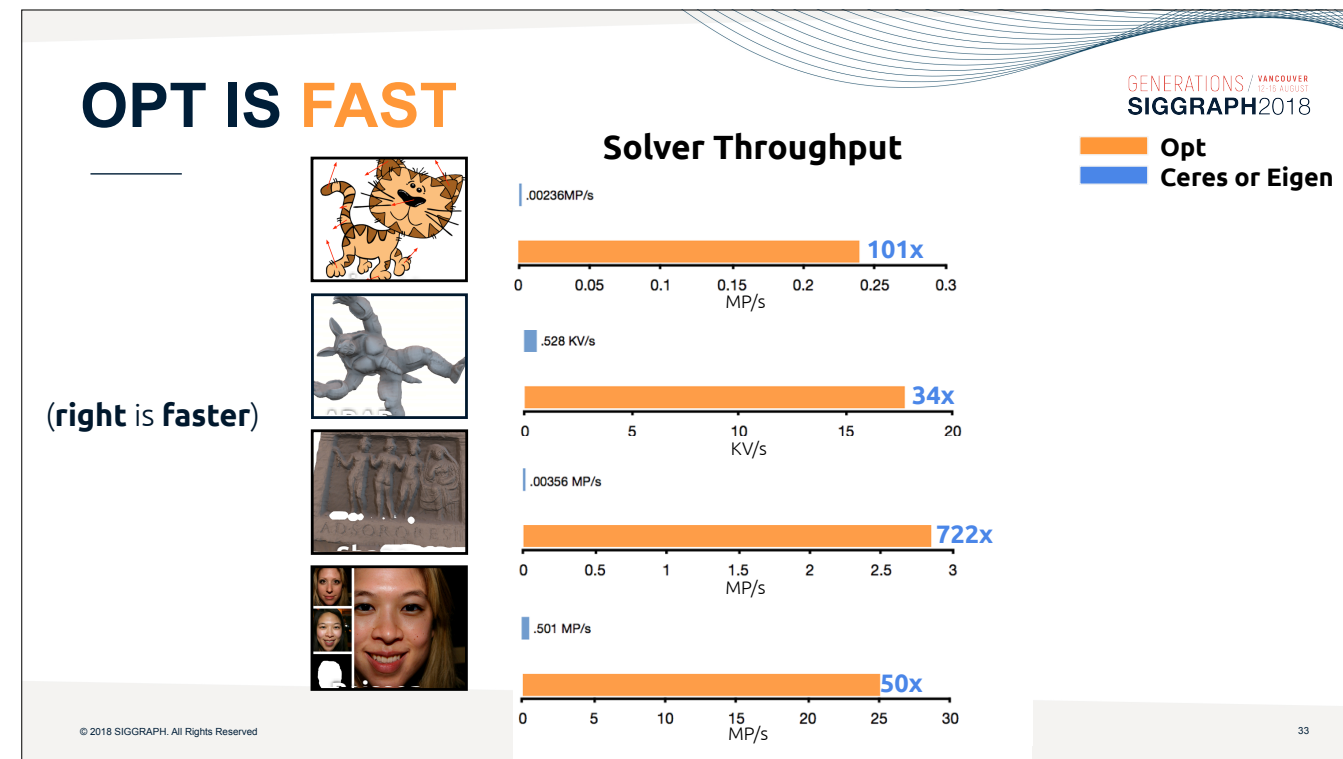 OPT IS FAST
GENERATIONS / VANCOUVER
12-16 AUGUST
SIGGRAPH2018
Solver Throughput
Opt
Ceres or Eigen
.00236MP/s
101x
0 0.05 0.1 0.15 0.2 0.25 0.3
MP/s
.528 KV/s
34x
(right is faster)
0 5 10 15 20
KV/s
.00356 MP/s
722x
0 0.5 1 1.5 2 2.5 3
MP/s
.501 MP/s
50x
0 5 10 15 20 25 30
MP/s
© 2018 SIGGRAPH. All Rights Reserved
33